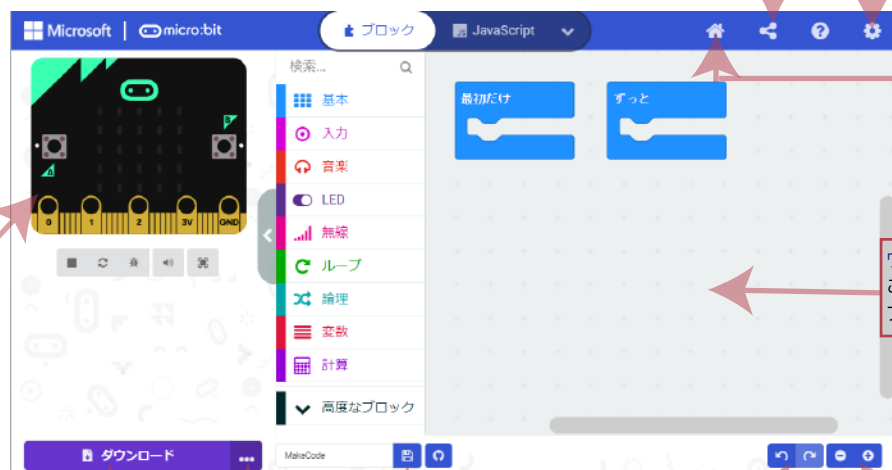 Microsoft | micro:bit
ブロック
JavaScript
検索...
基本
入力
音楽
LED
無線
ループ
論理
変数
計算
高度なブロック
最初だけ
ずっと
A
B
0 1 2 3V GND
ダウンロード
...
MakeCode